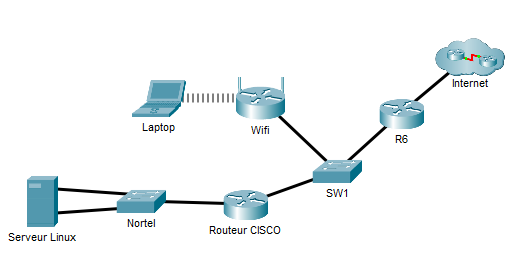 Internet
Laptop
Wifi
R6
SW1
Serveur Linux
Nortel
Routeur CISCO